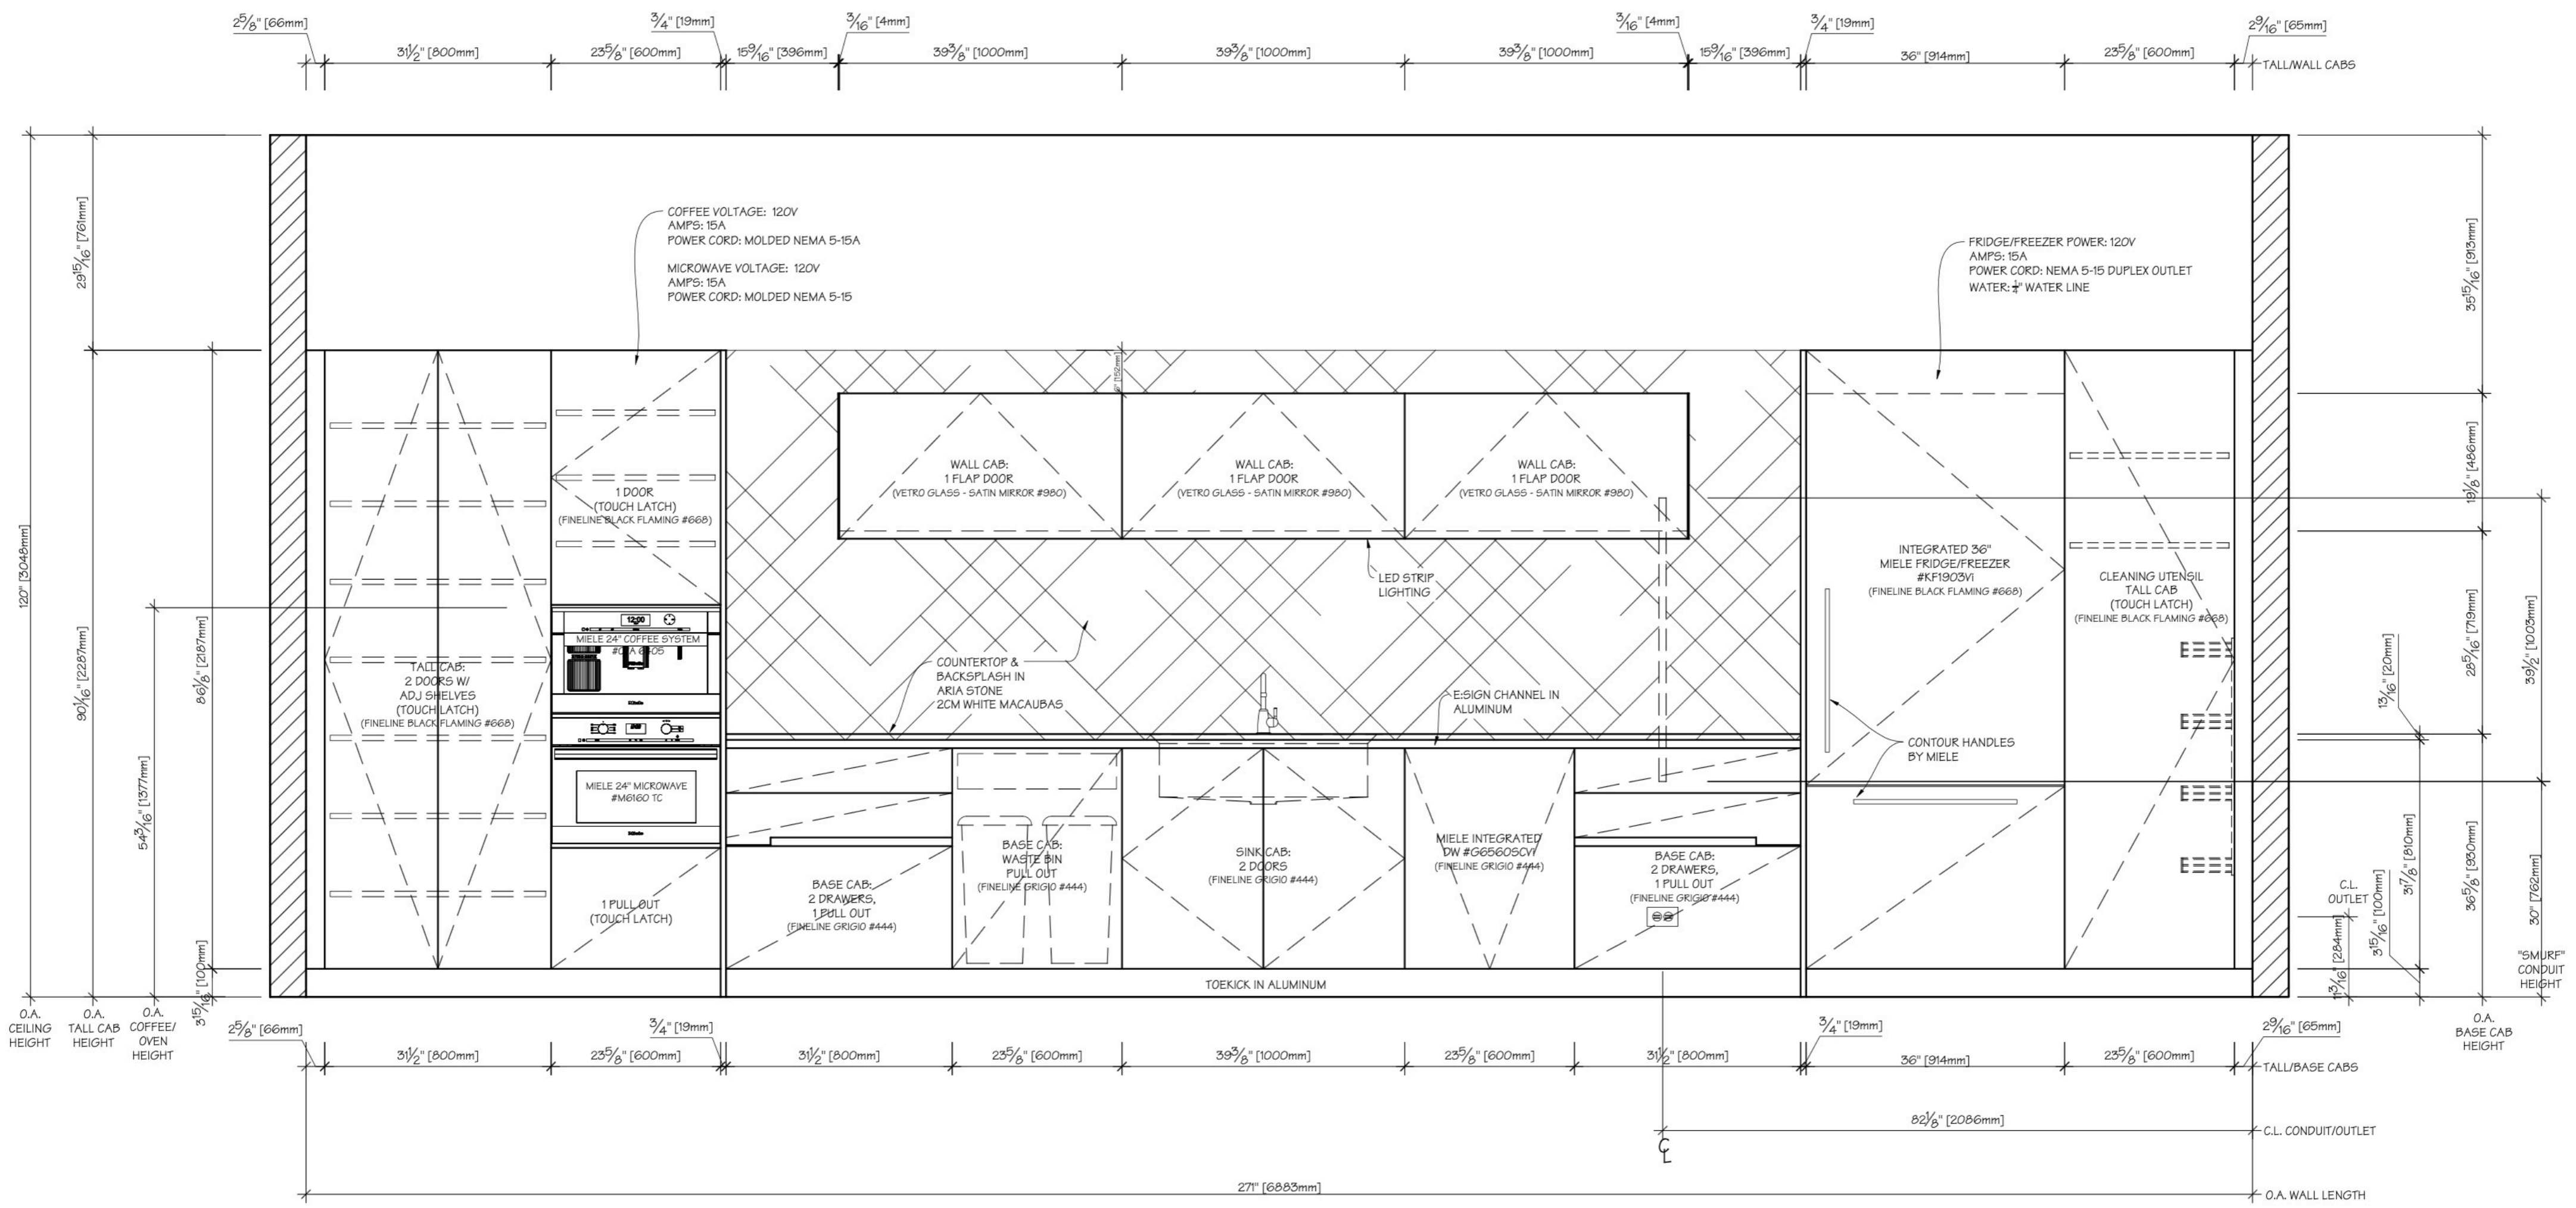 2⅝" [66mm]
¾" [19mm]
3/16" [4mm]
3/16" [4mm]
¾" [19mm]
2 9/16" [65mm]
31½" [800mm]
23⅝" [600mm]
15 9/16" [396mm]
39⅜" [1000mm]
39⅜" [1000mm]
39⅜" [1000mm]
15 9/16" [396mm]
36" [914mm]
23⅝" [600mm]
TALL/WALL CABS
120" [3048mm]
29 15/16" [761mm]
90 1/16" [2287mm]
54 3/16" [1377mm]
86⅛" [2187mm]
3 15/16" [100mm]
O.A.
CEILING
HEIGHT
O.A.
TALL CAB
HEIGHT
O.A.
COFFEE/
OVEN
HEIGHT
COFFEE VOLTAGE: 120V
AMPS: 15A
POWER CORD: MOLDED NEMA 5-15A
MICROWAVE VOLTAGE: 120V
AMPS: 15A
POWER CORD: MOLDED NEMA 5-15
FRIDGE/FREEZER POWER: 120V
AMPS: 15A
POWER CORD: NEMA 5-15 DUPLEX OUTLET
WATER: ¼" WATER LINE
6" [152mm]
TALL CAB:
2 DOORS W/
ADJ SHELVES
(TOUCH LATCH)
(FINELINE BLACK FLAMING #668)
1 DOOR
(TOUCH LATCH)
(FINELINE BLACK FLAMING #668)
12:00
MIELE 24" COFFEE SYSTEM
Miele
MIELE 24" MICROWAVE
#M6160 TC
Miele
1 PULL OUT
(TOUCH LATCH)
WALL CAB:
1 FLAP DOOR
(VETRO GLASS - SATIN MIRROR #980)
WALL CAB:
1 FLAP DOOR
(VETRO GLASS - SATIN MIRROR #980)
WALL CAB:
1 FLAP DOOR
(VETRO GLASS - SATIN MIRROR #980)
LED STRIP
LIGHTING
COUNTERTOP &
BACKSPLASH IN
ARIA STONE
2CM WHITE MACAUBAS
E:SIGN CHANNEL IN
ALUMINUM
BASE CAB:
2 DRAWERS,
1 PULL OUT
(FINELINE GRIGIO #444)
BASE CAB:
WASTE BIN
PULL OUT
(FINELINE GRIGIO #444)
SINK CAB:
2 DOORS
(FINELINE GRIGIO #444)
MIELE INTEGRATED
DW #G6560SCVi
(FINELINE GRIGIO #444)
BASE CAB:
2 DRAWERS,
1 PULL OUT
(FINELINE GRIGIO #444)
INTEGRATED 36"
MIELE FRIDGE/FREEZER
#KF1903Vi
(FINELINE BLACK FLAMING #668)
CLEANING UTENSIL
TALL CAB
(TOUCH LATCH)
(FINELINE BLACK FLAMING #668)
CONTOUR HANDLES
BY MIELE
TOEKICK IN ALUMINUM
35 15/16" [913mm]
19⅛" [486mm]
28 5/16" [719mm]
39½" [1003mm]
13/16" [20mm]
31⅞" [810mm]
36⅝" [930mm]
30" [762mm]
C.L.
OUTLET
11 3/16" [284mm]
3 15/16" [100mm]
"SMURF"
CONDUIT
HEIGHT
O.A.
BASE CAB
HEIGHT
2⅝" [66mm]
¾" [19mm]
¾" [19mm]
2 9/16" [65mm]
31½" [800mm]
23⅝" [600mm]
31½" [800mm]
23⅝" [600mm]
39⅜" [1000mm]
23⅝" [600mm]
31½" [800mm]
36" [914mm]
23⅝" [600mm]
TALL/BASE CABS
82⅛" [2086mm]
C.L. CONDUIT/OUTLET
CL
271" [6883mm]
O.A. WALL LENGTH